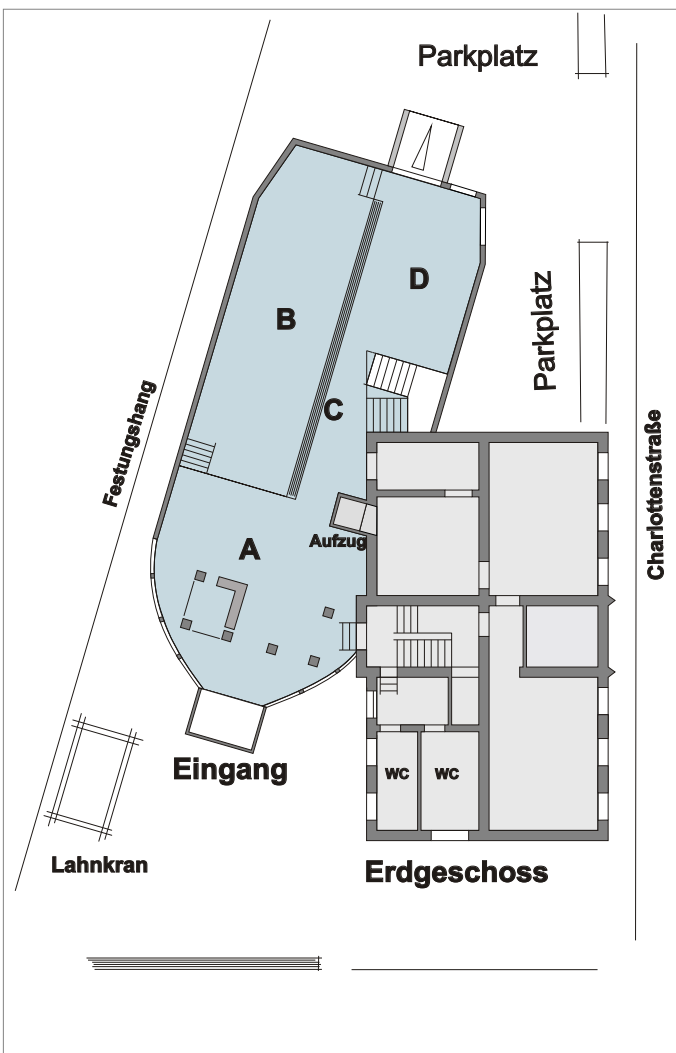 Parkplatz
D
B
Parkplatz
C
Festungshang
Charlottenstraße
A
Aufzug
Eingang
WC
WC
Lahnkran
Erdgeschoss